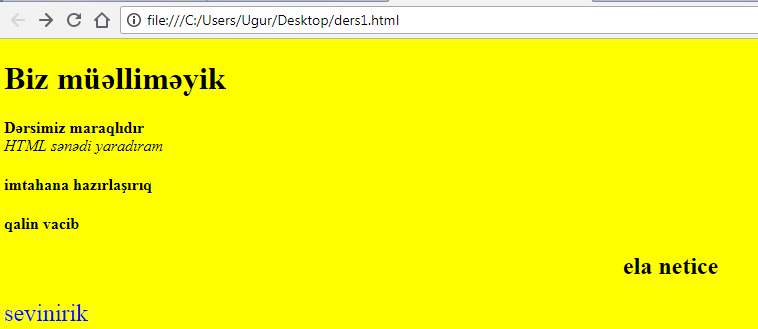 file:///C:/Users/Ugur/Desktop/ders1.html
Biz müəlliməyik
Dərsimiz maraqlıdır
HTML sənədi yaradıram
imtahana hazırlaşırıq
qalin vacib
ela netice
sevinirik